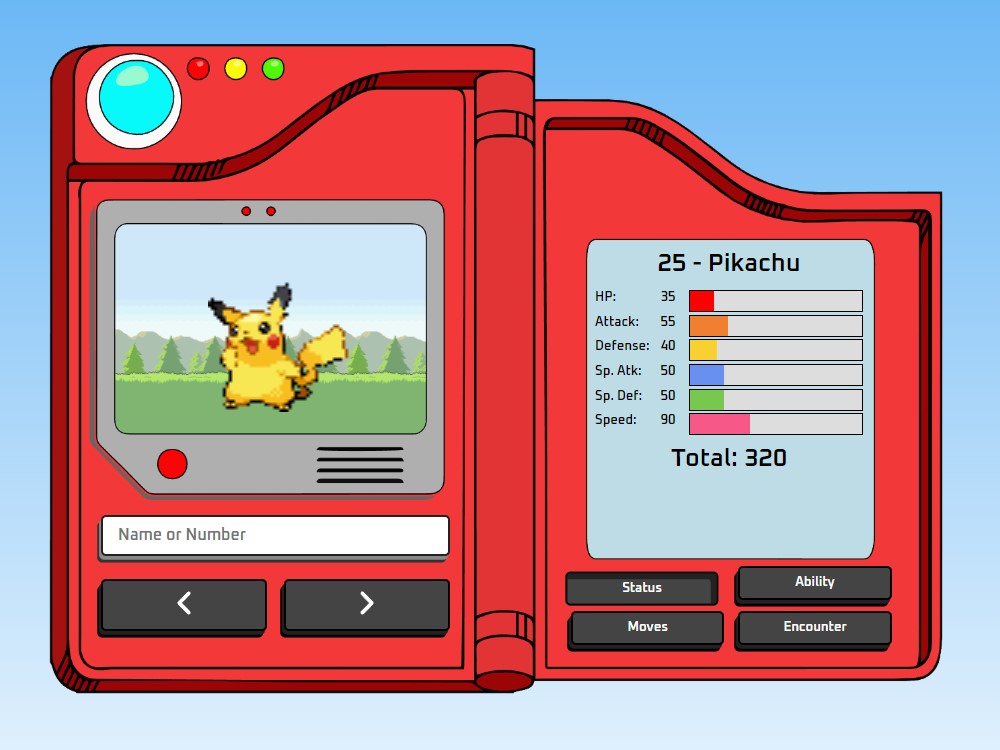 25 - Pikachu
HP: 35
Attack: 55
Defense: 40
Sp. Atk: 50
Sp. Def: 50
Speed: 90
Total: 320
Name or Number
Status
Ability
Moves
Encounter